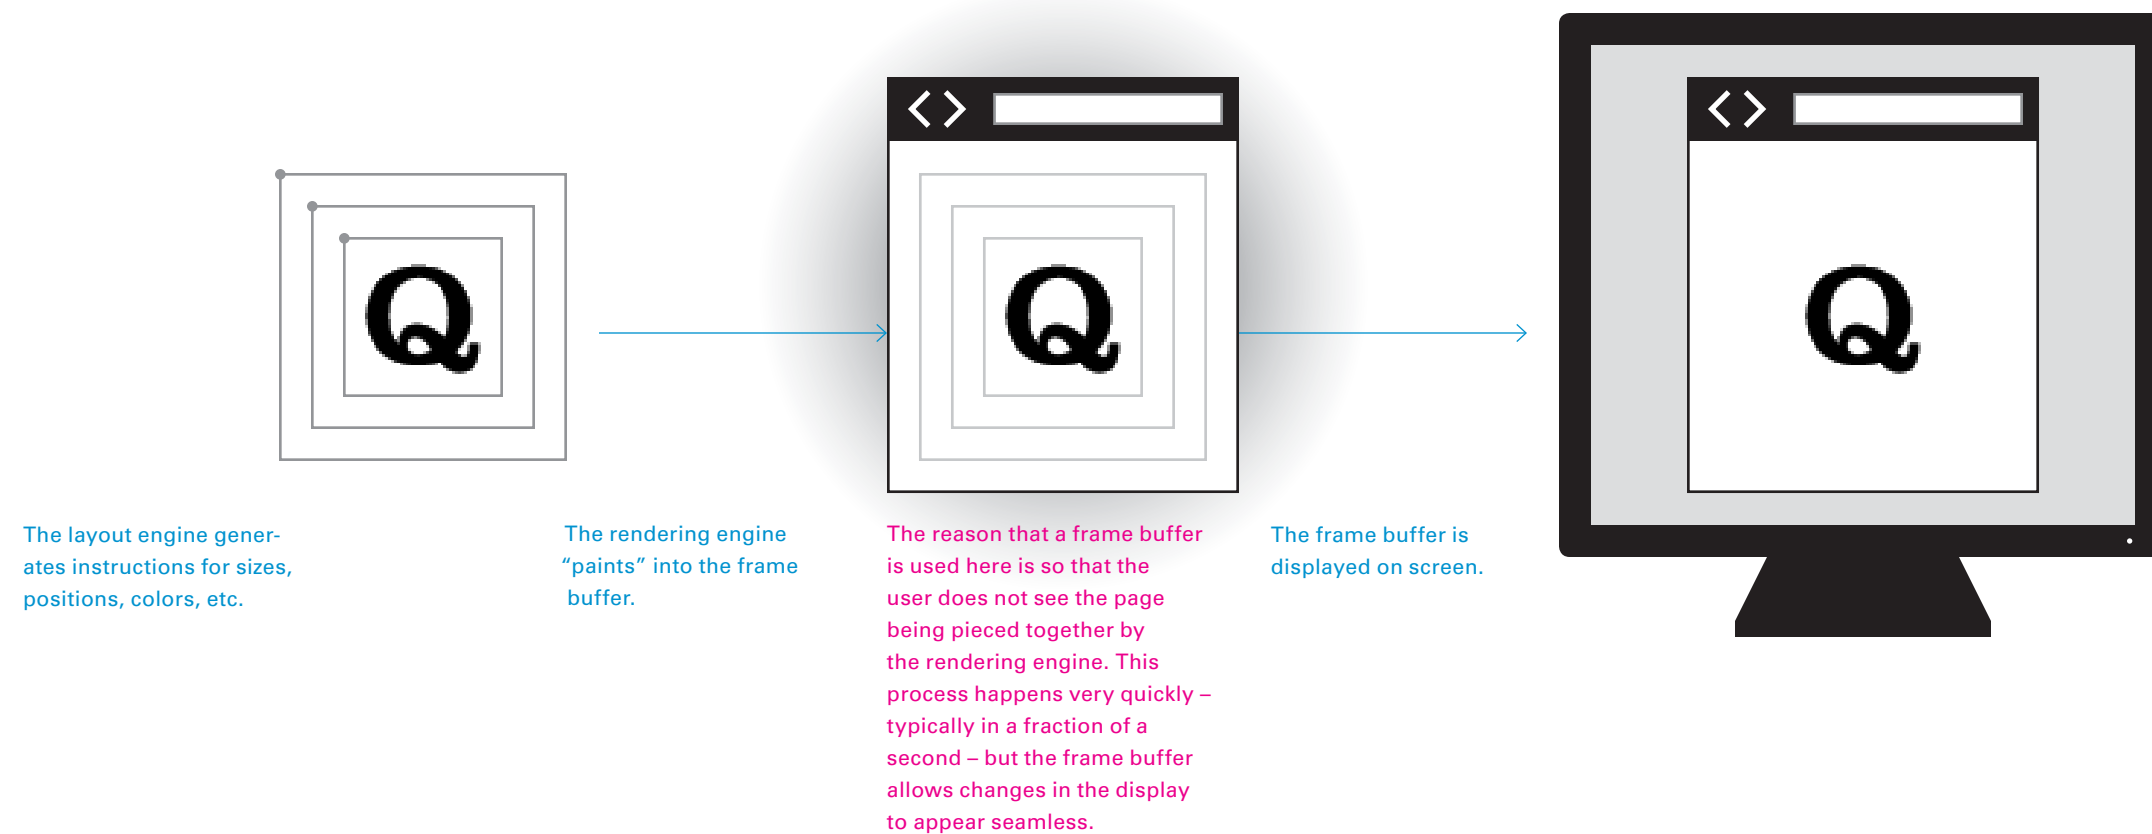 Q
Q
Q
The layout engine gener-
ates instructions for sizes,
positions, colors, etc.
The rendering engine
“paints” into the frame
buffer.
The reason that a frame buffer
is used here is so that the
user does not see the page
being pieced together by
the rendering engine. This
process happens very quickly –
typically in a fraction of a
second – but the frame buffer
allows changes in the display
to appear seamless.
The frame buffer is
displayed on screen.